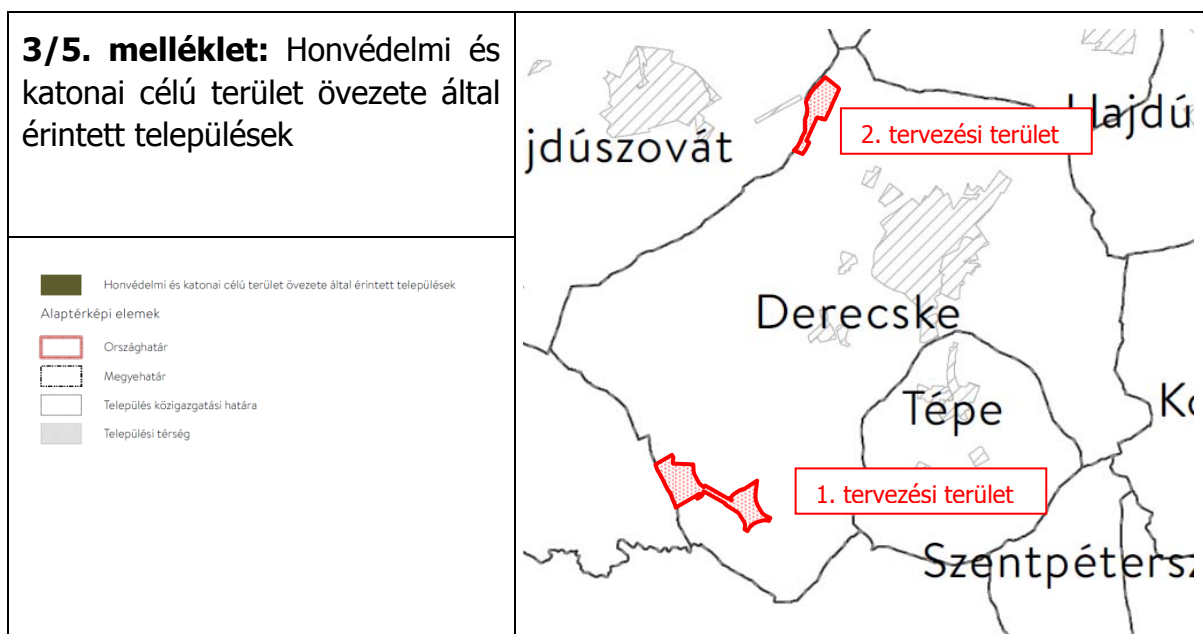 3/5. melléklet: Honvédelmi és
katonai célú terület övezete által
érintett települések
Honvédelmi és katonai célú terület övezete által érintett települések
Alaptérképi elemek
Országhatár
Megyehatár
Település közigazgatási határa
Települési térség
jdúszovát
2. tervezési terület
Hajdú
Derecske
Tépe
1. tervezési terület
Szentpétersz